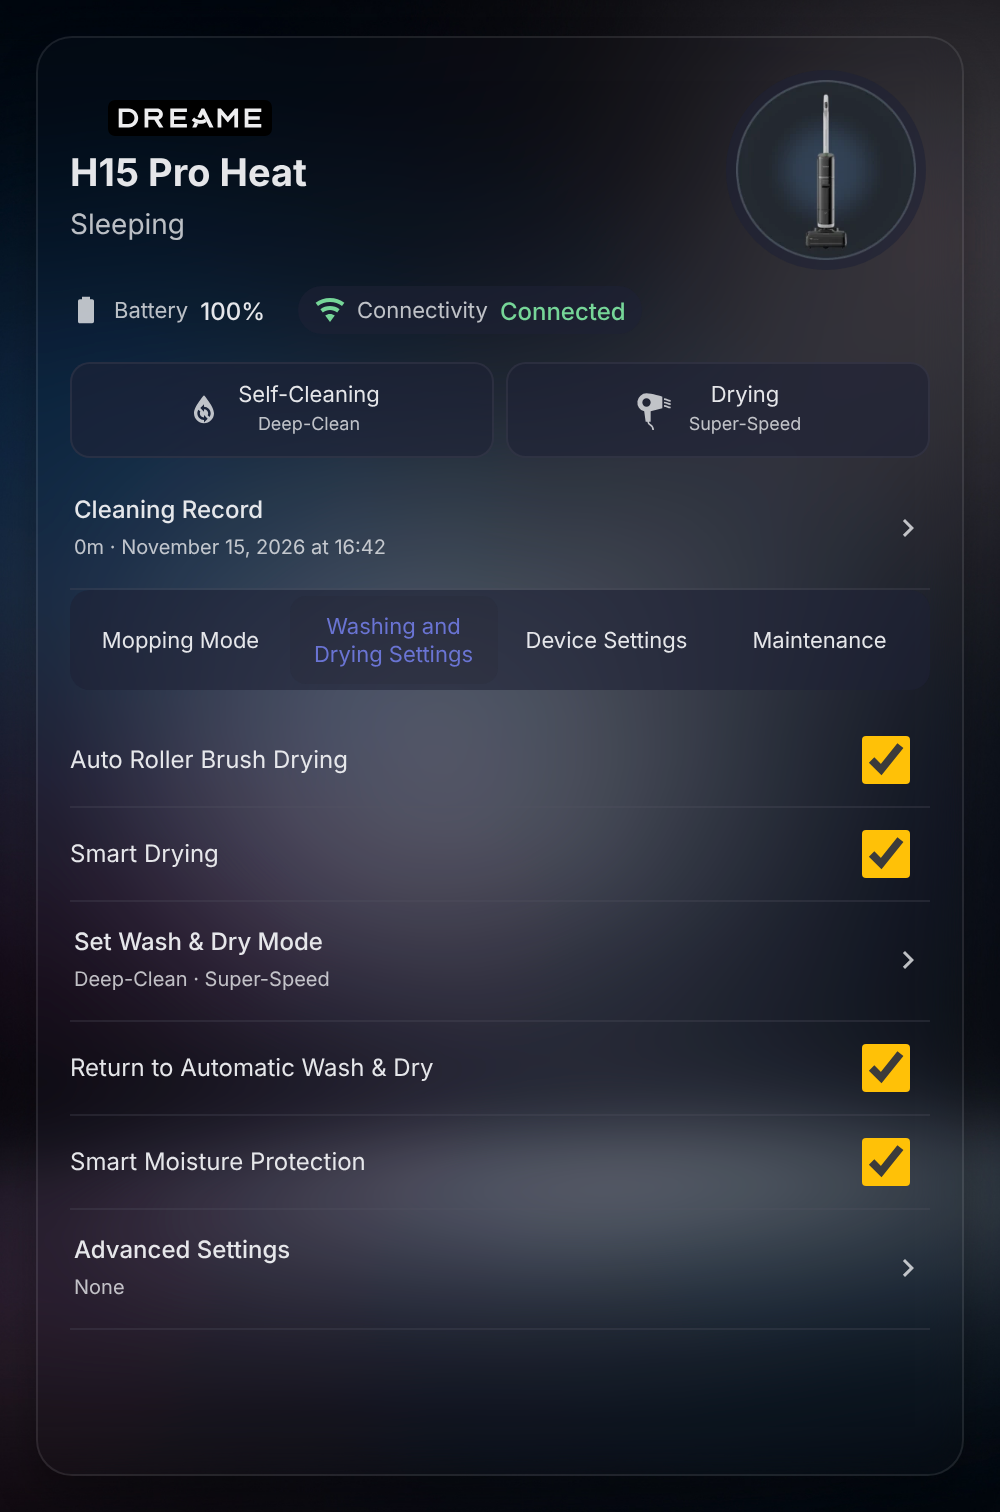 DREAME
H15 Pro Heat
Sleeping
Battery 100% Connectivity Connected
Self-Cleaning
Deep-Clean
Drying
Super-Speed
Cleaning Record
0m · November 15, 2026 at 16:42
Mopping Mode
Washing and
Drying Settings
Device Settings
Maintenance
Auto Roller Brush Drying
Smart Drying
Set Wash & Dry Mode
Deep-Clean · Super-Speed
Return to Automatic Wash & Dry
Smart Moisture Protection
Advanced Settings
None